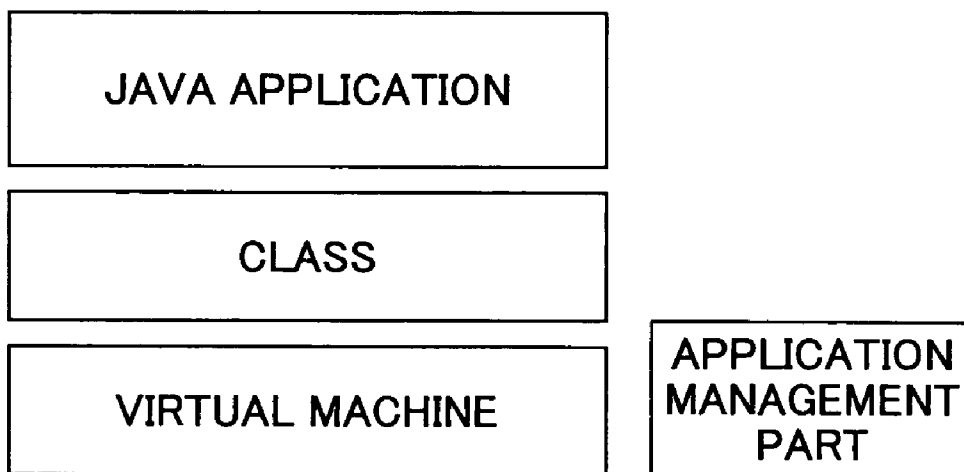 JAVA APPLICATION
CLASS
VIRTUAL MACHINE
APPLICATION
MANAGEMENT
PART